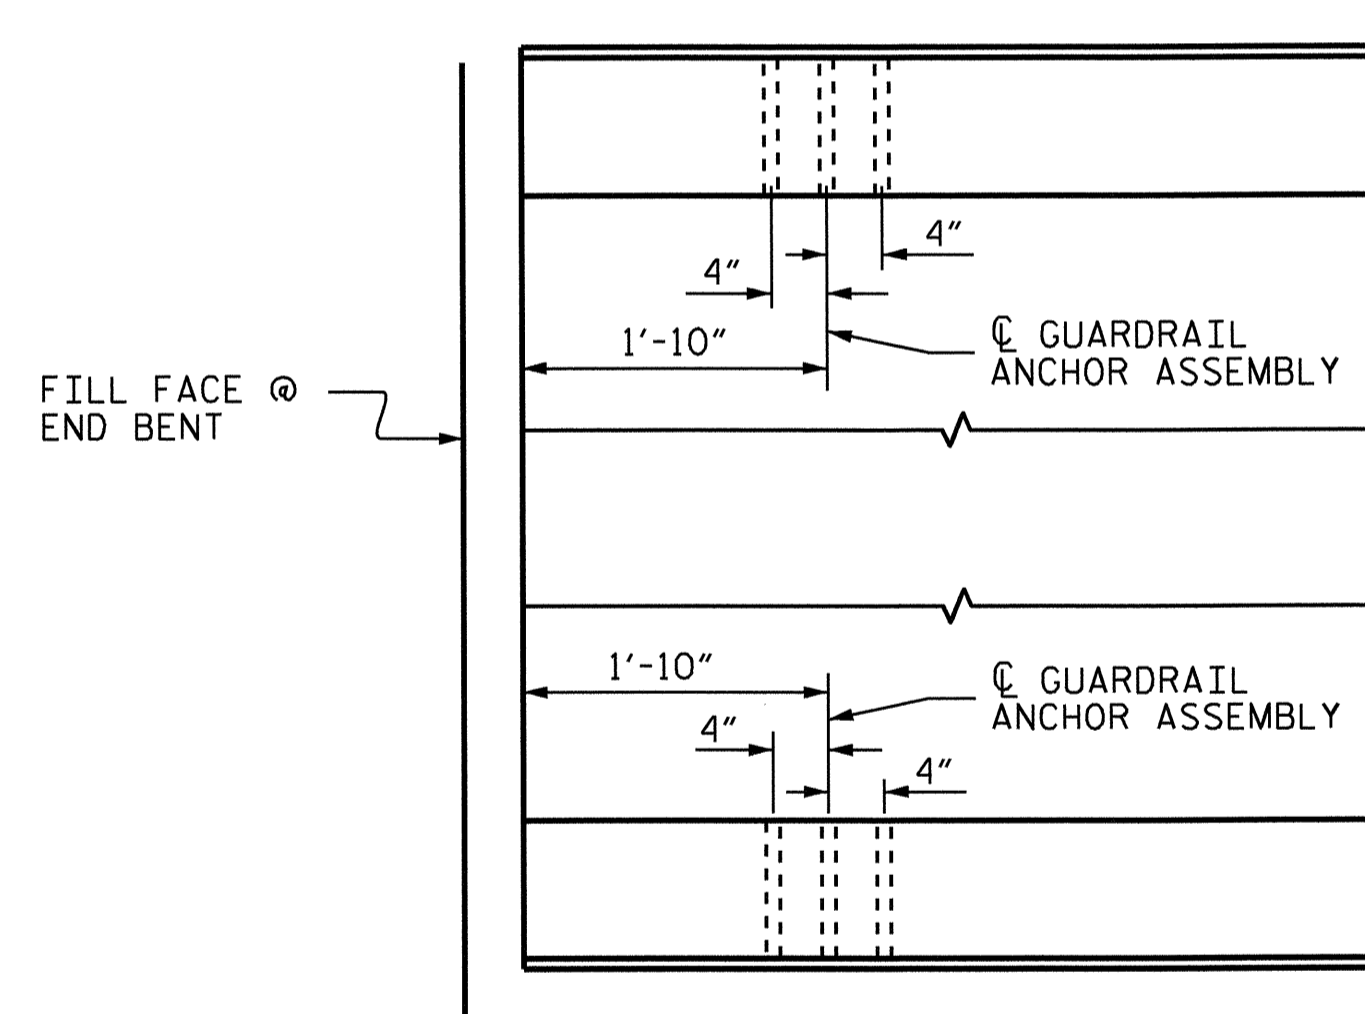 4"
4"
1'-10"
℄ GUARDRAIL
ANCHOR ASSEMBLY
FILL FACE @
END BENT
1'-10"
℄ GUARDRAIL
ANCHOR ASSEMBLY
4"
4"